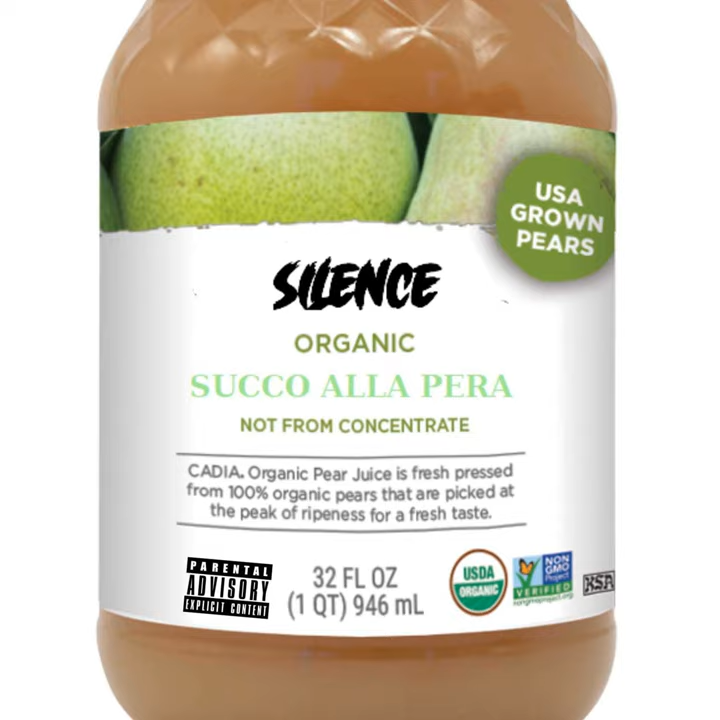 USA
GROWN
PEARS
SILENCE
ORGANIC
SUCCO ALLA PERA
NOT FROM CONCENTRATE
CADIA. Organic Pear Juice is fresh pressed
from 100% organic pears that are picked at
the peak of ripeness for a fresh taste.
PARENTAL
ADVISORY
EXPLICIT CONTENT
32 FL OZ
(1 QT) 946 mL
USDA
ORGANIC
NON
GMO
Project
VERIFIED
nongmoproject.org
KSA